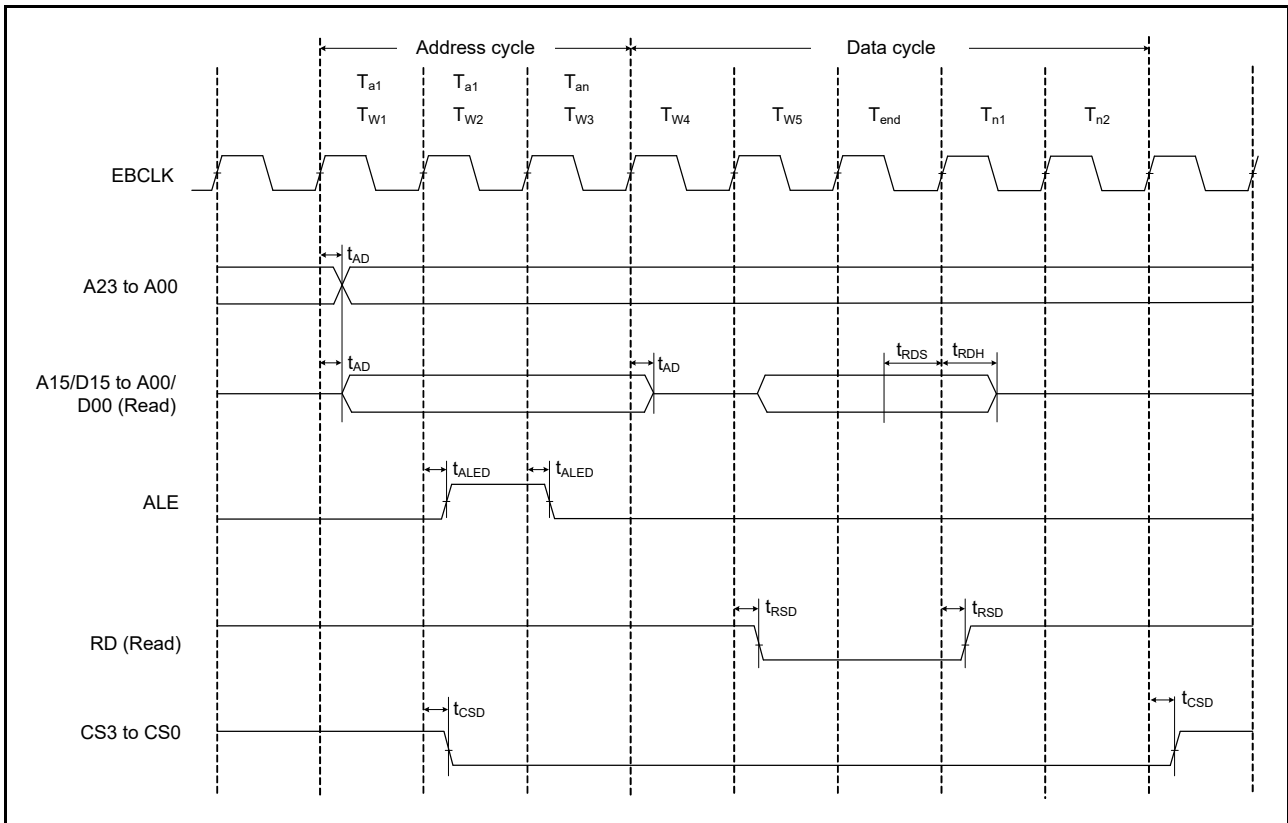 Address cycle Data cycle
Ta1 Ta1 Tan
TW1 TW2 TW3 TW4 TW5 Tend Tn1 Tn2
EBCLK
tAD
A23 to A00
tAD tAD tRDS tRDH
A15/D15 to A00/
D00 (Read)
tALED tALED
ALE
tRSD tRSD
RD (Read)
tCSD tCSD
CS3 to CS0